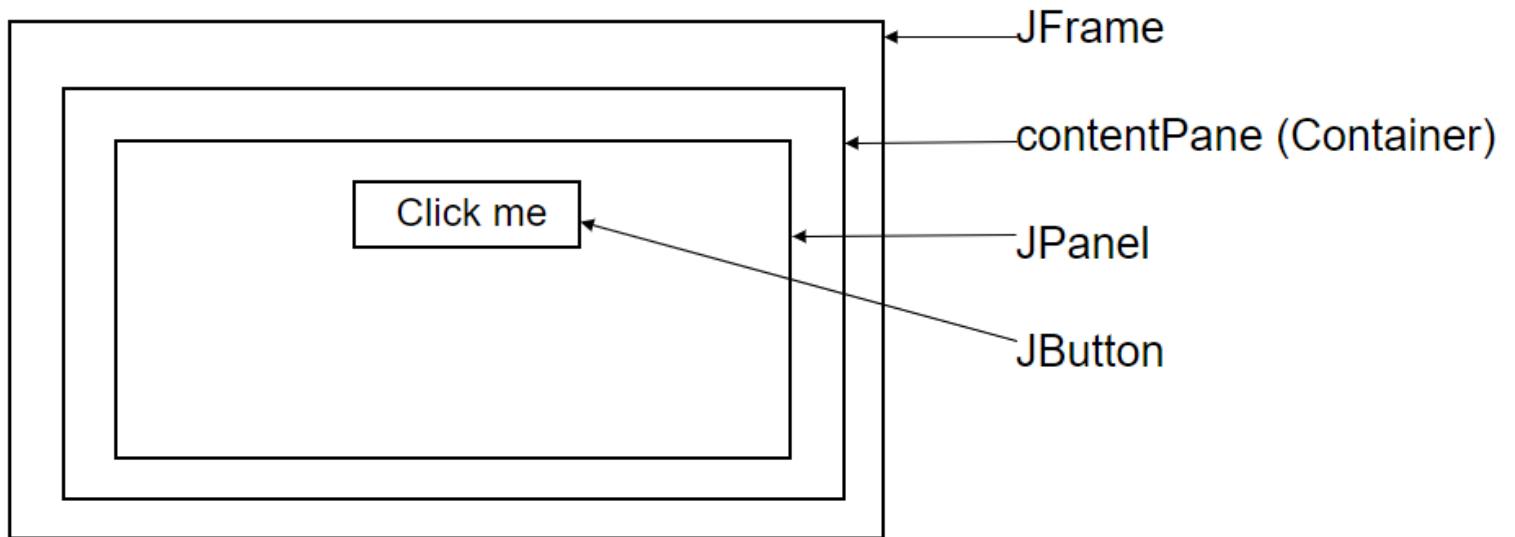 JFrame
contentPane (Container)
Click me
JPanel
JButton